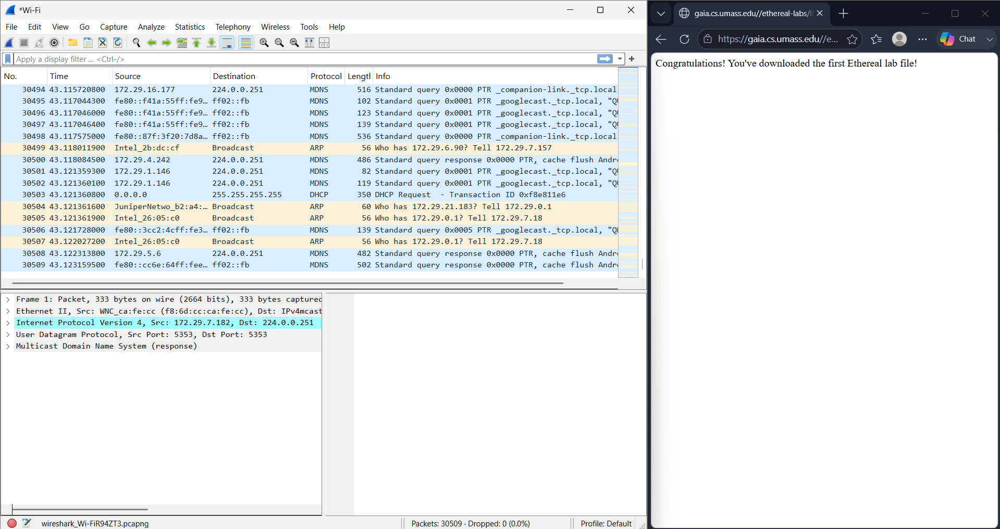 *Wi-Fi
File Edit View Go Capture Analyze Statistics Telephony Wireless Tools Help
Apply a display filter … <Ctrl-/>
No. Time Source Destination Protocol Length Info
30494 43.115720800 172.29.16.177 224.0.0.251 MDNS 516 Standard query 0x0000 PTR _companion-link._tcp.local
30495 43.117044300 fe80::f41a:55ff:fe9… ff02::fb MDNS 102 Standard query 0x0001 PTR _googlecast._tcp.local, "QU
30496 43.117046000 fe80::f41a:55ff:fe9… ff02::fb MDNS 123 Standard query 0x0001 PTR _googlecast._tcp.local, "QU
30497 43.117046400 fe80::f41a:55ff:fe9… ff02::fb MDNS 139 Standard query 0x0001 PTR _googlecast._tcp.local, "QU
30498 43.117575000 fe80::87f:3f20:7d8a… ff02::fb MDNS 536 Standard query 0x0000 PTR _companion-link._tcp.local
30499 43.118011900 Intel_2b:dc:cf Broadcast ARP 56 Who has 172.29.6.90? Tell 172.29.7.157
30500 43.118084500 172.29.4.242 224.0.0.251 MDNS 486 Standard query response 0x0000 PTR, cache flush Andro
30501 43.121359300 172.29.1.146 224.0.0.251 MDNS 82 Standard query 0x0001 PTR _googlecast._tcp.local, "QU
30502 43.121360100 172.29.1.146 224.0.0.251 MDNS 119 Standard query 0x0001 PTR _googlecast._tcp.local, "QU
30503 43.121360800 0.0.0.0 255.255.255.255 DHCP 350 DHCP Request - Transaction ID 0xf8e811e6
30504 43.121361600 JuniperNetwo_b2:a4:… Broadcast ARP 60 Who has 172.29.21.183? Tell 172.29.0.1
30505 43.121361900 Intel_26:05:c0 Broadcast ARP 56 Who has 172.29.0.1? Tell 172.29.7.18
30506 43.121728000 fe80::3cc2:4cff:fe3… ff02::fb MDNS 139 Standard query 0x0005 PTR _googlecast._tcp.local, "QM
30507 43.122027200 Intel_26:05:c0 Broadcast ARP 56 Who has 172.29.0.1? Tell 172.29.7.18
30508 43.122313800 172.29.5.6 224.0.0.251 MDNS 482 Standard query response 0x0000 PTR, cache flush Andro
30509 43.123159500 fe80::cc6e:64ff:fee… ff02::fb MDNS 502 Standard query response 0x0000 PTR, cache flush Andro
Frame 1: Packet, 333 bytes on wire (2664 bits), 333 bytes captured
Ethernet II, Src: WNC_ca:fe:cc (f8:6d:cc:ca:fe:cc), Dst: IPv4mcast
Internet Protocol Version 4, Src: 172.29.7.182, Dst: 224.0.0.251
User Datagram Protocol, Src Port: 5353, Dst Port: 5353
Multicast Domain Name System (response)
wireshark_Wi-FiR94ZT3.pcapng
Packets: 30509 · Dropped: 0 (0.0%)
Profile: Default
gaia.cs.umass.edu//ethereal-labs/
https://gaia.cs.umass.edu//e...
Chat
Congratulations! You've downloaded the first Ethereal lab file!